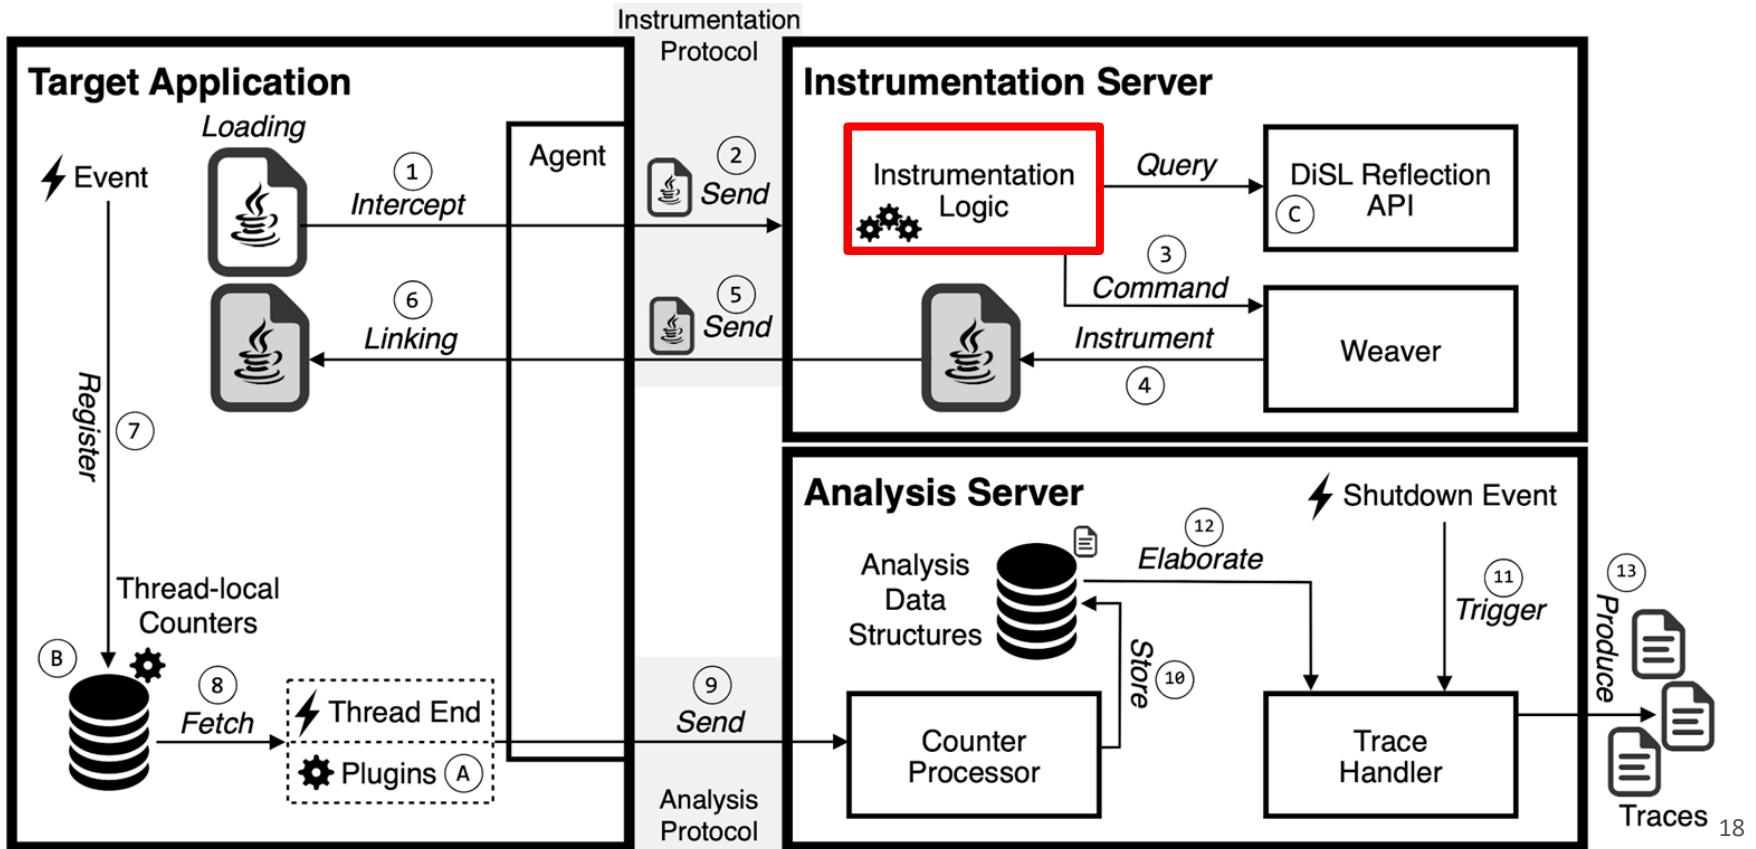 Instrumentation
Protocol
Target Application
Loading
Event
1
Intercept
Agent
2
Send
6
Linking
5
Send
Register
7
Thread-local
Counters
B
8
Fetch
Thread End
Plugins
A
9
Send
Analysis
Protocol
Instrumentation Server
Instrumentation
Logic
Query
DiSL Reflection
API
C
3
Command
Instrument
4
Weaver
Analysis Server
Shutdown Event
12
Elaborate
Analysis
Data
Structures
11
Trigger
Store
10
Counter
Processor
Trace
Handler
13
Produce
Traces
18